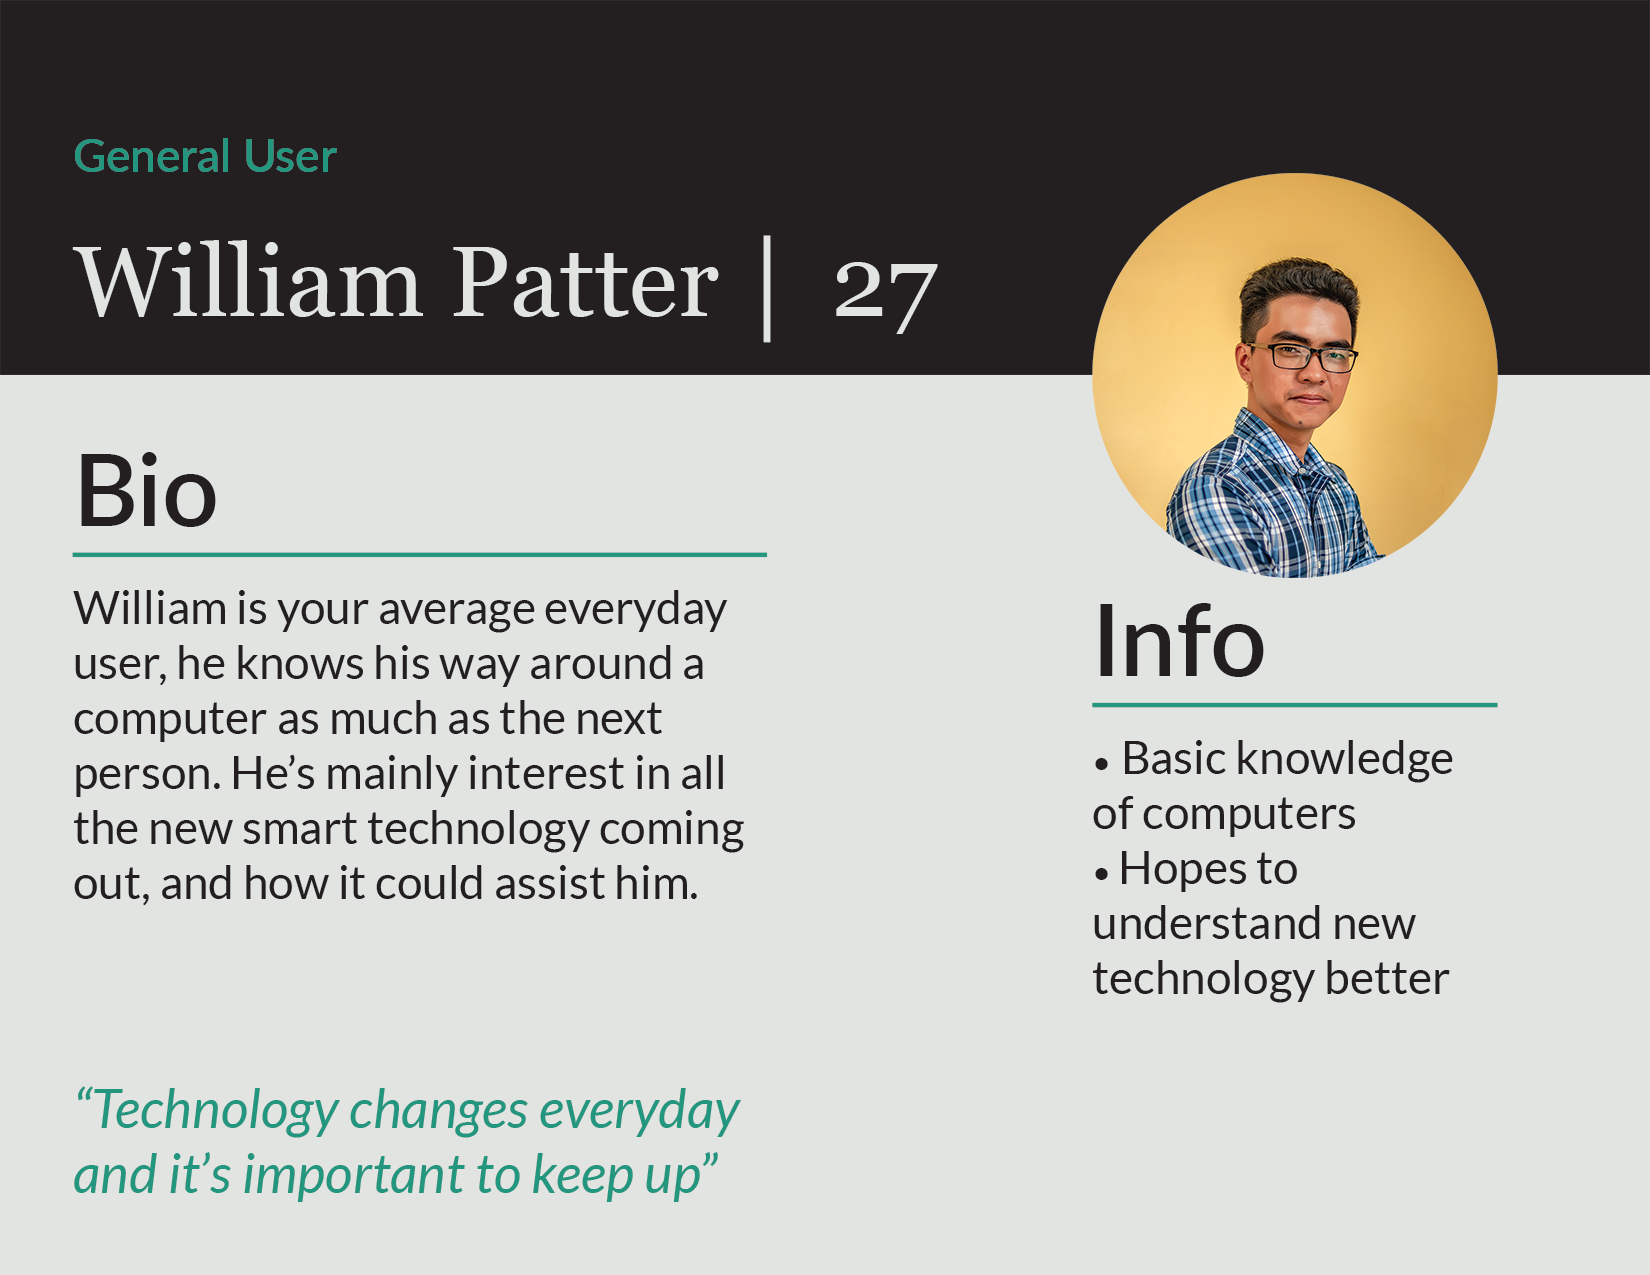 General User
William Patter | 27
Bio
William is your average everyday
user, he knows his way around a
computer as much as the next
person. He’s mainly interest in all
the new smart technology coming
out, and how it could assist him.
“Technology changes everyday
and it’s important to keep up”
Info
• Basic knowledge
of computers
• Hopes to
understand new
technology better